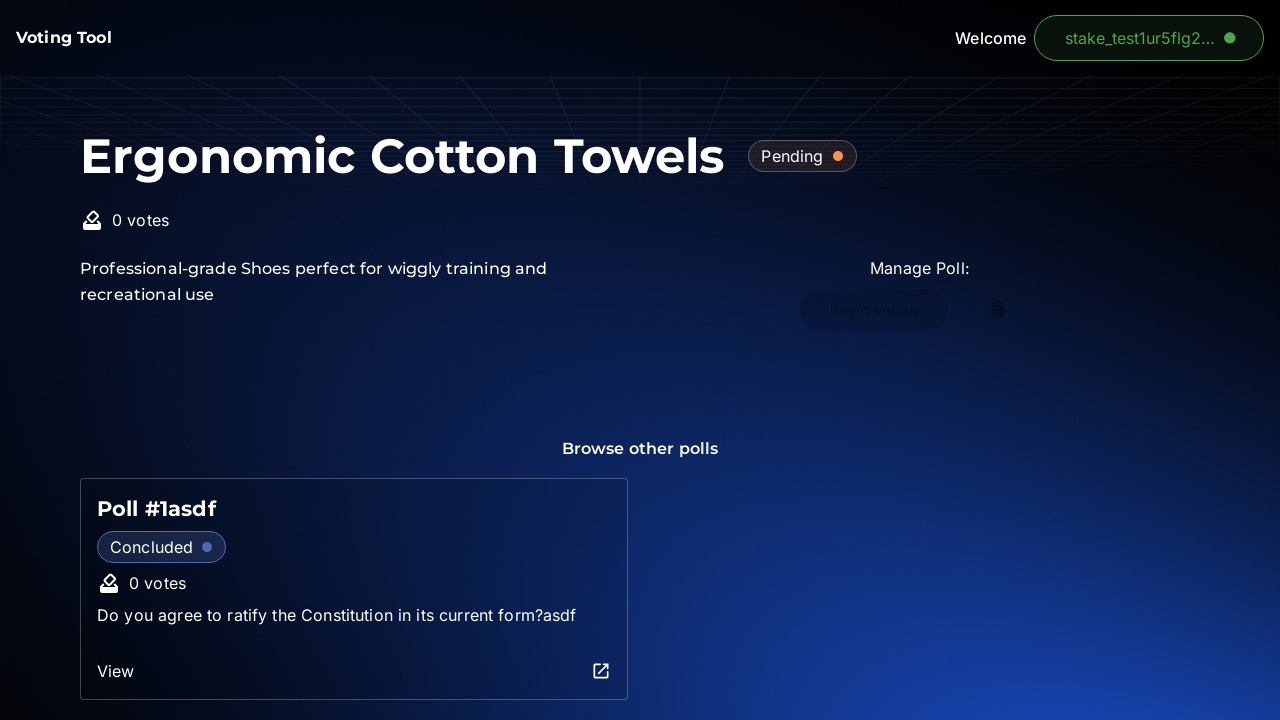 Voting Tool
Welcome
stake_test1ur5flg2...
Ergonomic Cotton Towels
Pending
0 votes
Professional-grade Shoes perfect for wiggly training and
recreational use
Manage Poll:
Begin Voting
Browse other polls
Poll #1asdf
Concluded
0 votes
Do you agree to ratify the Constitution in its current form?asdf
View